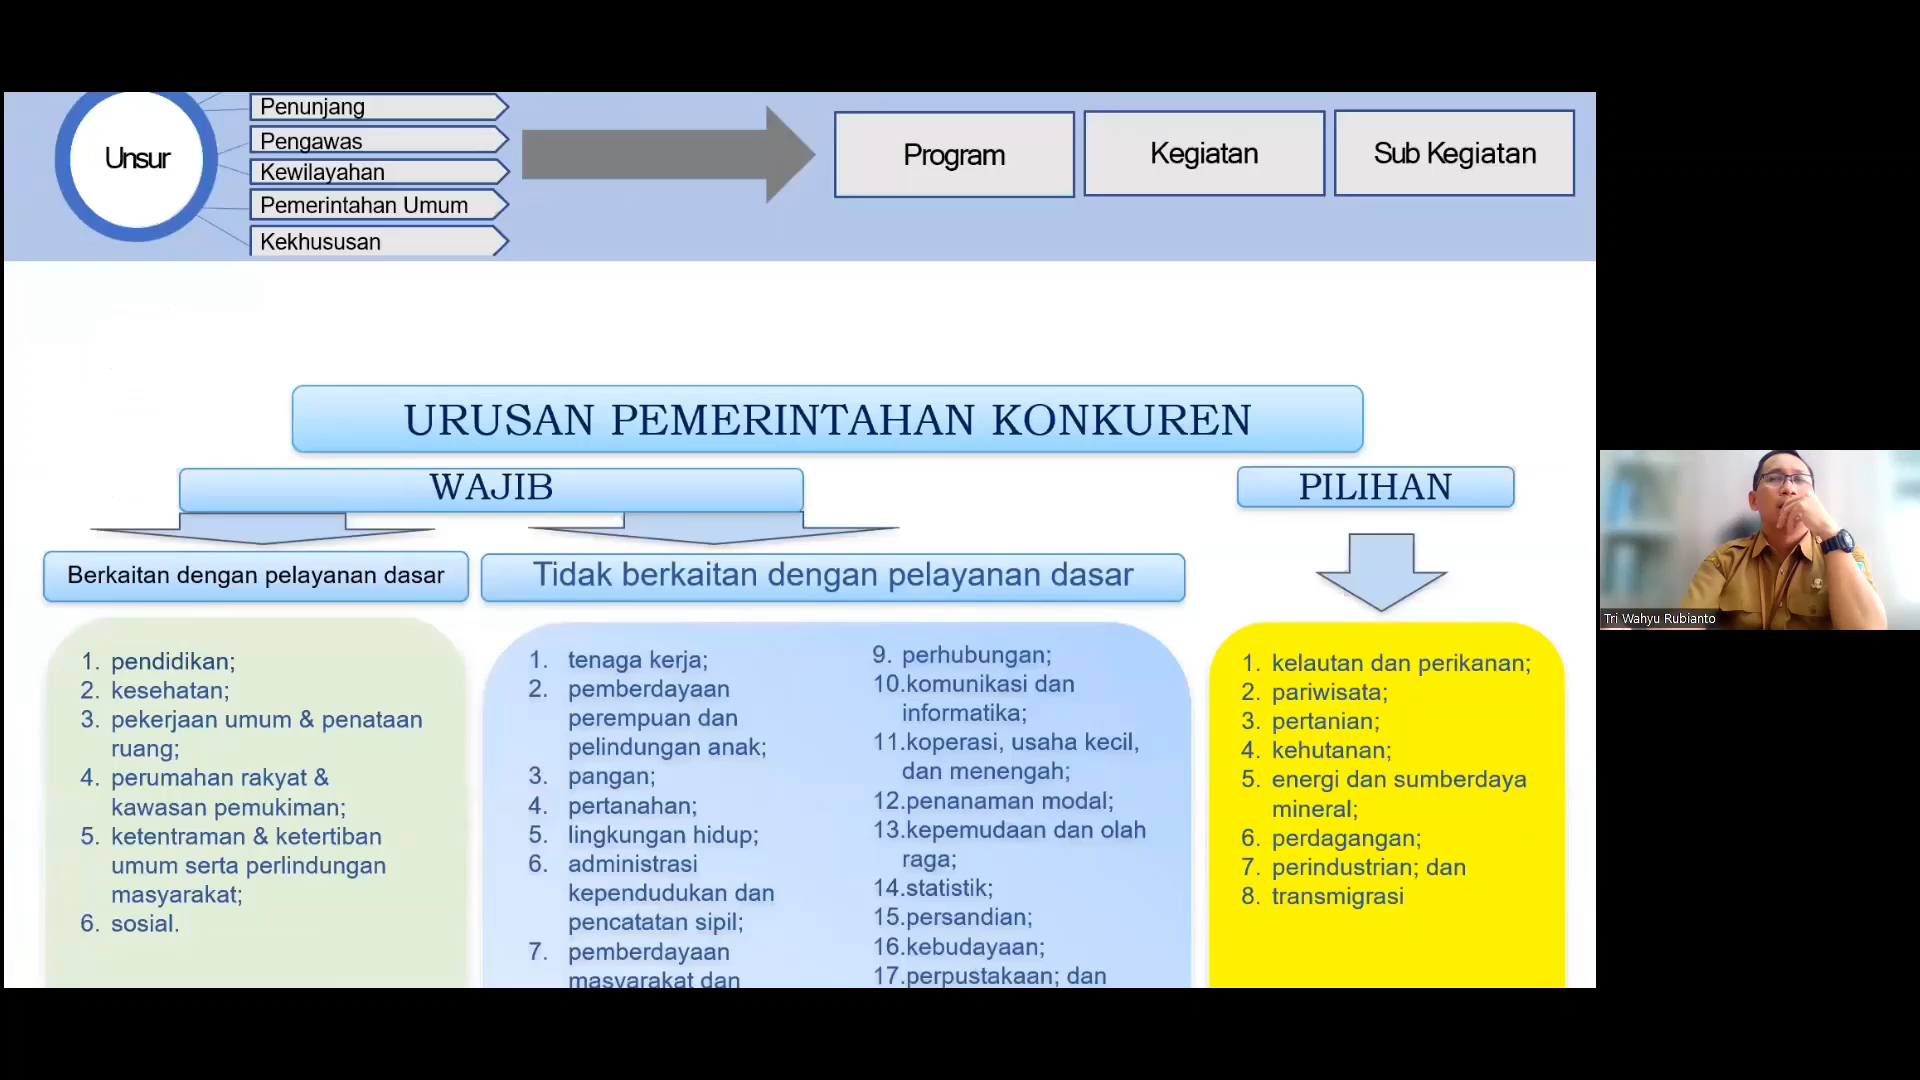 Unsur
Penunjang
Pengawas
Kewilayahan
Pemerintahan Umum
Kekhususan
Program
Kegiatan
Sub Kegiatan
URUSAN PEMERINTAHAN KONKUREN
WAJIB
PILIHAN
Berkaitan dengan pelayanan dasar
Tidak berkaitan dengan pelayanan dasar
1. pendidikan;
2. kesehatan;
3. pekerjaan umum & penataan
ruang;
4. perumahan rakyat &
kawasan pemukiman;
5. ketentraman & ketertiban
umum serta perlindungan
masyarakat;
6. sosial.
1. tenaga kerja;
2. pemberdayaan
perempuan dan
pelindungan anak;
3. pangan;
4. pertanahan;
5. lingkungan hidup;
6. administrasi
kependudukan dan
pencatatan sipil;
7. pemberdayaan
masyarakat dan
9. perhubungan;
10.komunikasi dan
informatika;
11.koperasi, usaha kecil,
dan menengah;
12.penanaman modal;
13.kepemudaan dan olah
raga;
14.statistik;
15.persandian;
16.kebudayaan;
17.perpustakaan; dan
1. kelautan dan perikanan;
2. pariwisata;
3. pertanian;
4. kehutanan;
5. energi dan sumberdaya
mineral;
6. perdagangan;
7. perindustrian; dan
8. transmigrasi
Tri Wahyu Rubianto